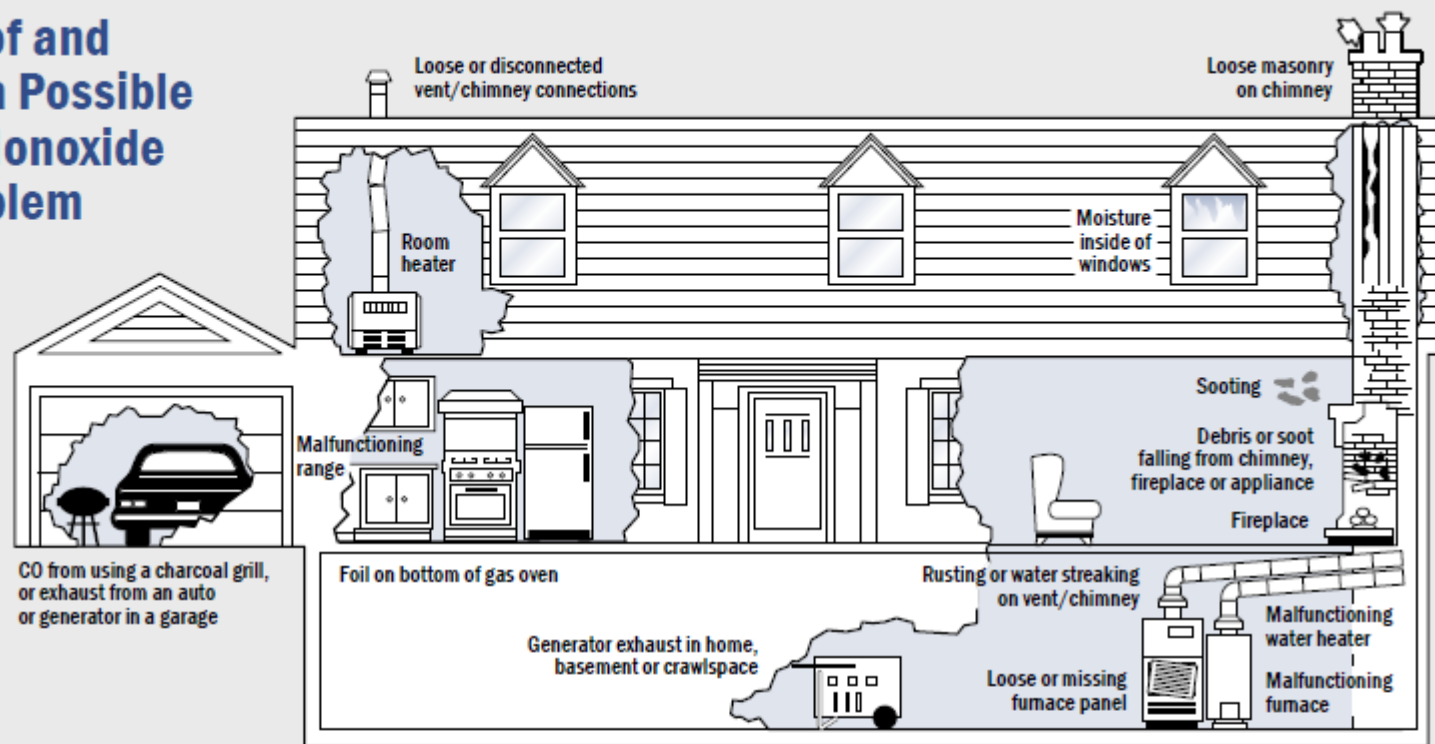 of and
Possible
onoxide
blem
Loose or disconnected
vent/chimney connections
Loose masonry
on chimney
Room
heater
Moisture
inside of
windows
Malfunctioning
range
Sooting
Debris or soot
falling from chimney,
fireplace or appliance
Fireplace
CO from using a charcoal grill,
or exhaust from an auto
or generator in a garage
Foil on bottom of gas oven
Rusting or water streaking
on vent/chimney
Generator exhaust in home,
basement or crawlspace
Loose or missing
furnace panel
Malfunctioning
water heater
Malfunctioning
furnace